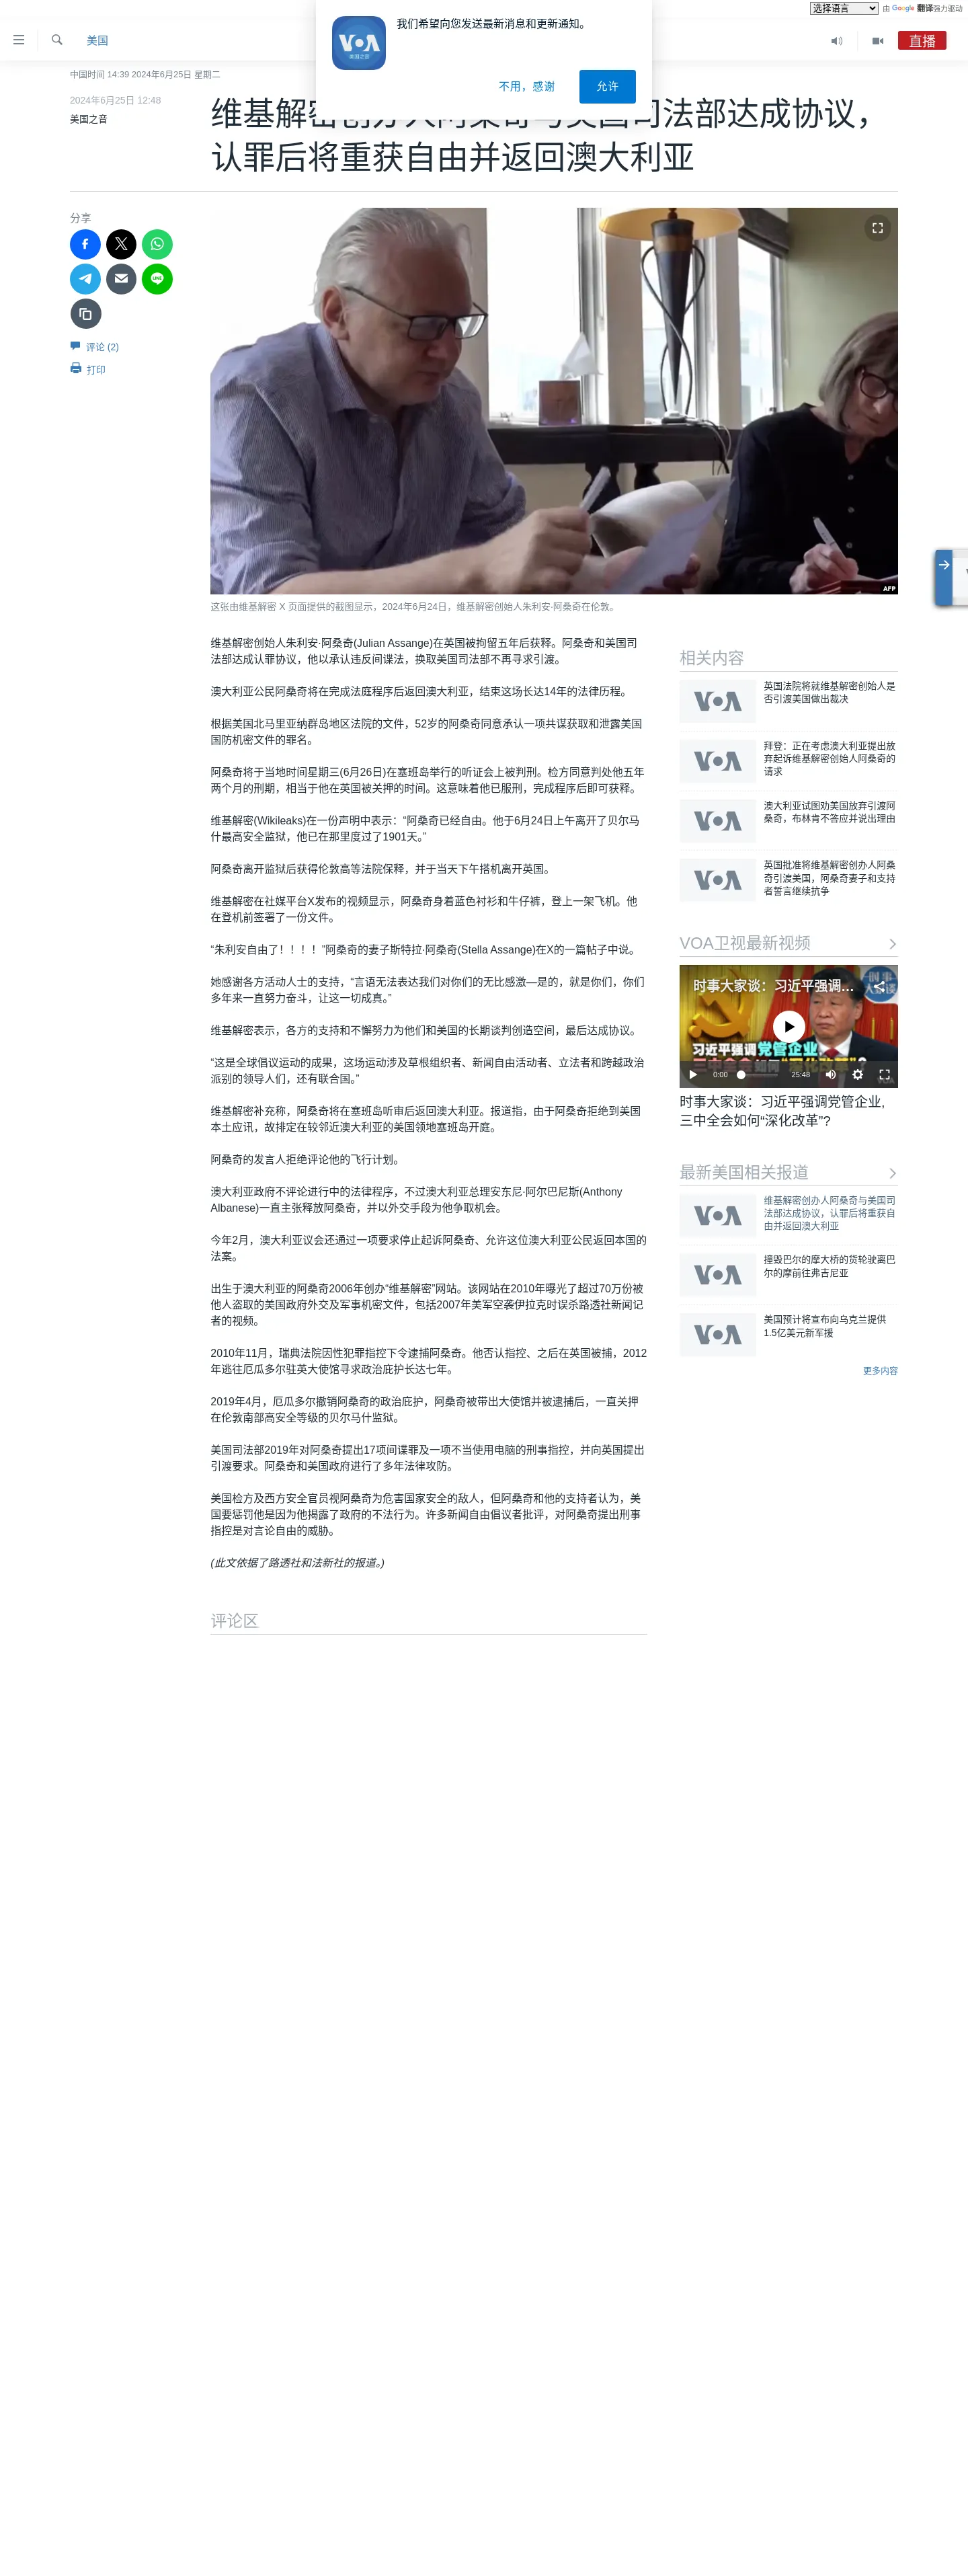 选择语言 由 Google 翻译强力驱动
我们希望向您发送最新消息和更新通知。
VOA
美国之音
不用，感谢
允许
美国
直播
中国时间 14:39 2024年6月25日 星期二
2024年6月25日 12:48
美国之音
维基解密创办人阿桑奇与美国司法部达成协议，
认罪后将重获自由并返回澳大利亚
分享
评论 (2)
打印
AFP
这张由维基解密 X 页面提供的截图显示，2024年6月24日，维基解密创始人朱利安·阿桑奇在伦敦。
维基解密创始人朱利安·阿桑奇(Julian Assange)在英国被拘留五年后获释。阿桑奇和美国司
法部达成认罪协议，他以承认违反间谍法，换取美国司法部不再寻求引渡。
澳大利亚公民阿桑奇将在完成法庭程序后返回澳大利亚，结束这场长达14年的法律历程。
根据美国北马里亚纳群岛地区法院的文件，52岁的阿桑奇同意承认一项共谋获取和泄露美国
国防机密文件的罪名。
阿桑奇将于当地时间星期三(6月26日)在塞班岛举行的听证会上被判刑。检方同意判处他五年
两个月的刑期，相当于他在英国被关押的时间。这意味着他已服刑，完成程序后即可获释。
维基解密(Wikileaks)在一份声明中表示：“阿桑奇已经自由。他于6月24日上午离开了贝尔马
什最高安全监狱，他已在那里度过了1901天。”
阿桑奇离开监狱后获得伦敦高等法院保释，并于当天下午搭机离开英国。
维基解密在社媒平台X发布的视频显示，阿桑奇身着蓝色衬衫和牛仔裤，登上一架飞机。他
在登机前签署了一份文件。
“朱利安自由了！！！！”阿桑奇的妻子斯特拉·阿桑奇(Stella Assange)在X的一篇帖子中说。
她感谢各方活动人士的支持，“言语无法表达我们对你们的无比感激—是的，就是你们，你们
多年来一直努力奋斗，让这一切成真。”
维基解密表示，各方的支持和不懈努力为他们和美国的长期谈判创造空间，最后达成协议。
“这是全球倡议运动的成果，这场运动涉及草根组织者、新闻自由活动者、立法者和跨越政治
派别的领导人们，还有联合国。”
维基解密补充称，阿桑奇将在塞班岛听审后返回澳大利亚。报道指，由于阿桑奇拒绝到美国
本土应讯，故排定在较邻近澳大利亚的美国领地塞班岛开庭。
阿桑奇的发言人拒绝评论他的飞行计划。
澳大利亚政府不评论进行中的法律程序，不过澳大利亚总理安东尼·阿尔巴尼斯(Anthony
Albanese)一直主张释放阿桑奇，并以外交手段为他争取机会。
今年2月，澳大利亚议会还通过一项要求停止起诉阿桑奇、允许这位澳大利亚公民返回本国的
法案。
出生于澳大利亚的阿桑奇2006年创办“维基解密”网站。该网站在2010年曝光了超过70万份被
他人盗取的美国政府外交及军事机密文件，包括2007年美军空袭伊拉克时误杀路透社新闻记
者的视频。
2010年11月，瑞典法院因性犯罪指控下令逮捕阿桑奇。他否认指控、之后在英国被捕，2012
年逃往厄瓜多尔驻英大使馆寻求政治庇护长达七年。
2019年4月，厄瓜多尔撤销阿桑奇的政治庇护，阿桑奇被带出大使馆并被逮捕后，一直关押
在伦敦南部高安全等级的贝尔马什监狱。
美国司法部2019年对阿桑奇提出17项间谍罪及一项不当使用电脑的刑事指控，并向英国提出
引渡要求。阿桑奇和美国政府进行了多年法律攻防。
美国检方及西方安全官员视阿桑奇为危害国家安全的敌人，但阿桑奇和他的支持者认为，美
国要惩罚他是因为他揭露了政府的不法行为。许多新闻自由倡议者批评，对阿桑奇提出刑事
指控是对言论自由的威胁。
(此文依据了路透社和法新社的报道。)
评论区
相关内容
VOA
英国法院将就维基解密创始人是
否引渡美国做出裁决
VOA
拜登：正在考虑澳大利亚提出放
弃起诉维基解密创始人阿桑奇的
请求
VOA
澳大利亚试图劝美国放弃引渡阿
桑奇，布林肯不答应并说出理由
VOA
英国批准将维基解密创办人阿桑
奇引渡美国，阿桑奇妻子和支持
者誓言继续抗争
VOA卫视最新视频
时事大家谈：习近平强调...
时事
大家谈
习近平强调党管企业
三中全会如何“深化改革”?
0:00
25:48
时事大家谈：习近平强调党管企业,
三中全会如何“深化改革”?
最新美国相关报道
VOA
维基解密创办人阿桑奇与美国司
法部达成协议，认罪后将重获自
由并返回澳大利亚
VOA
撞毁巴尔的摩大桥的货轮驶离巴
尔的摩前往弗吉尼亚
VOA
美国预计将宣布向乌克兰提供
1.5亿美元新军援
更多内容